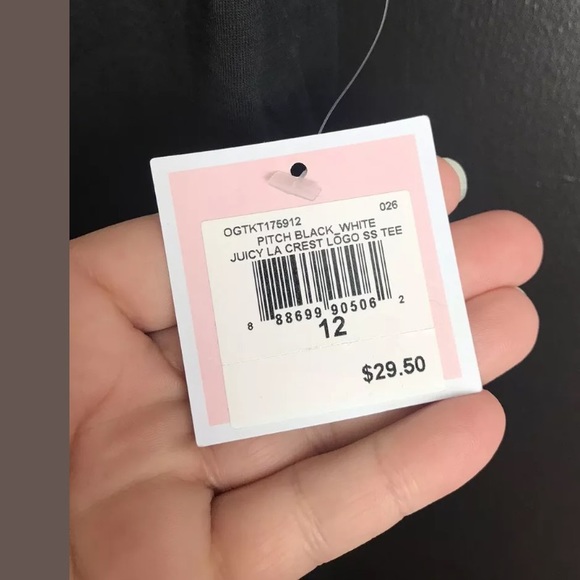 OGTKT175912 026
PITCH BLACK_WHITE
JUICY LA CREST LOGO SS TEE
8 88699 90506 2
12
$29.50